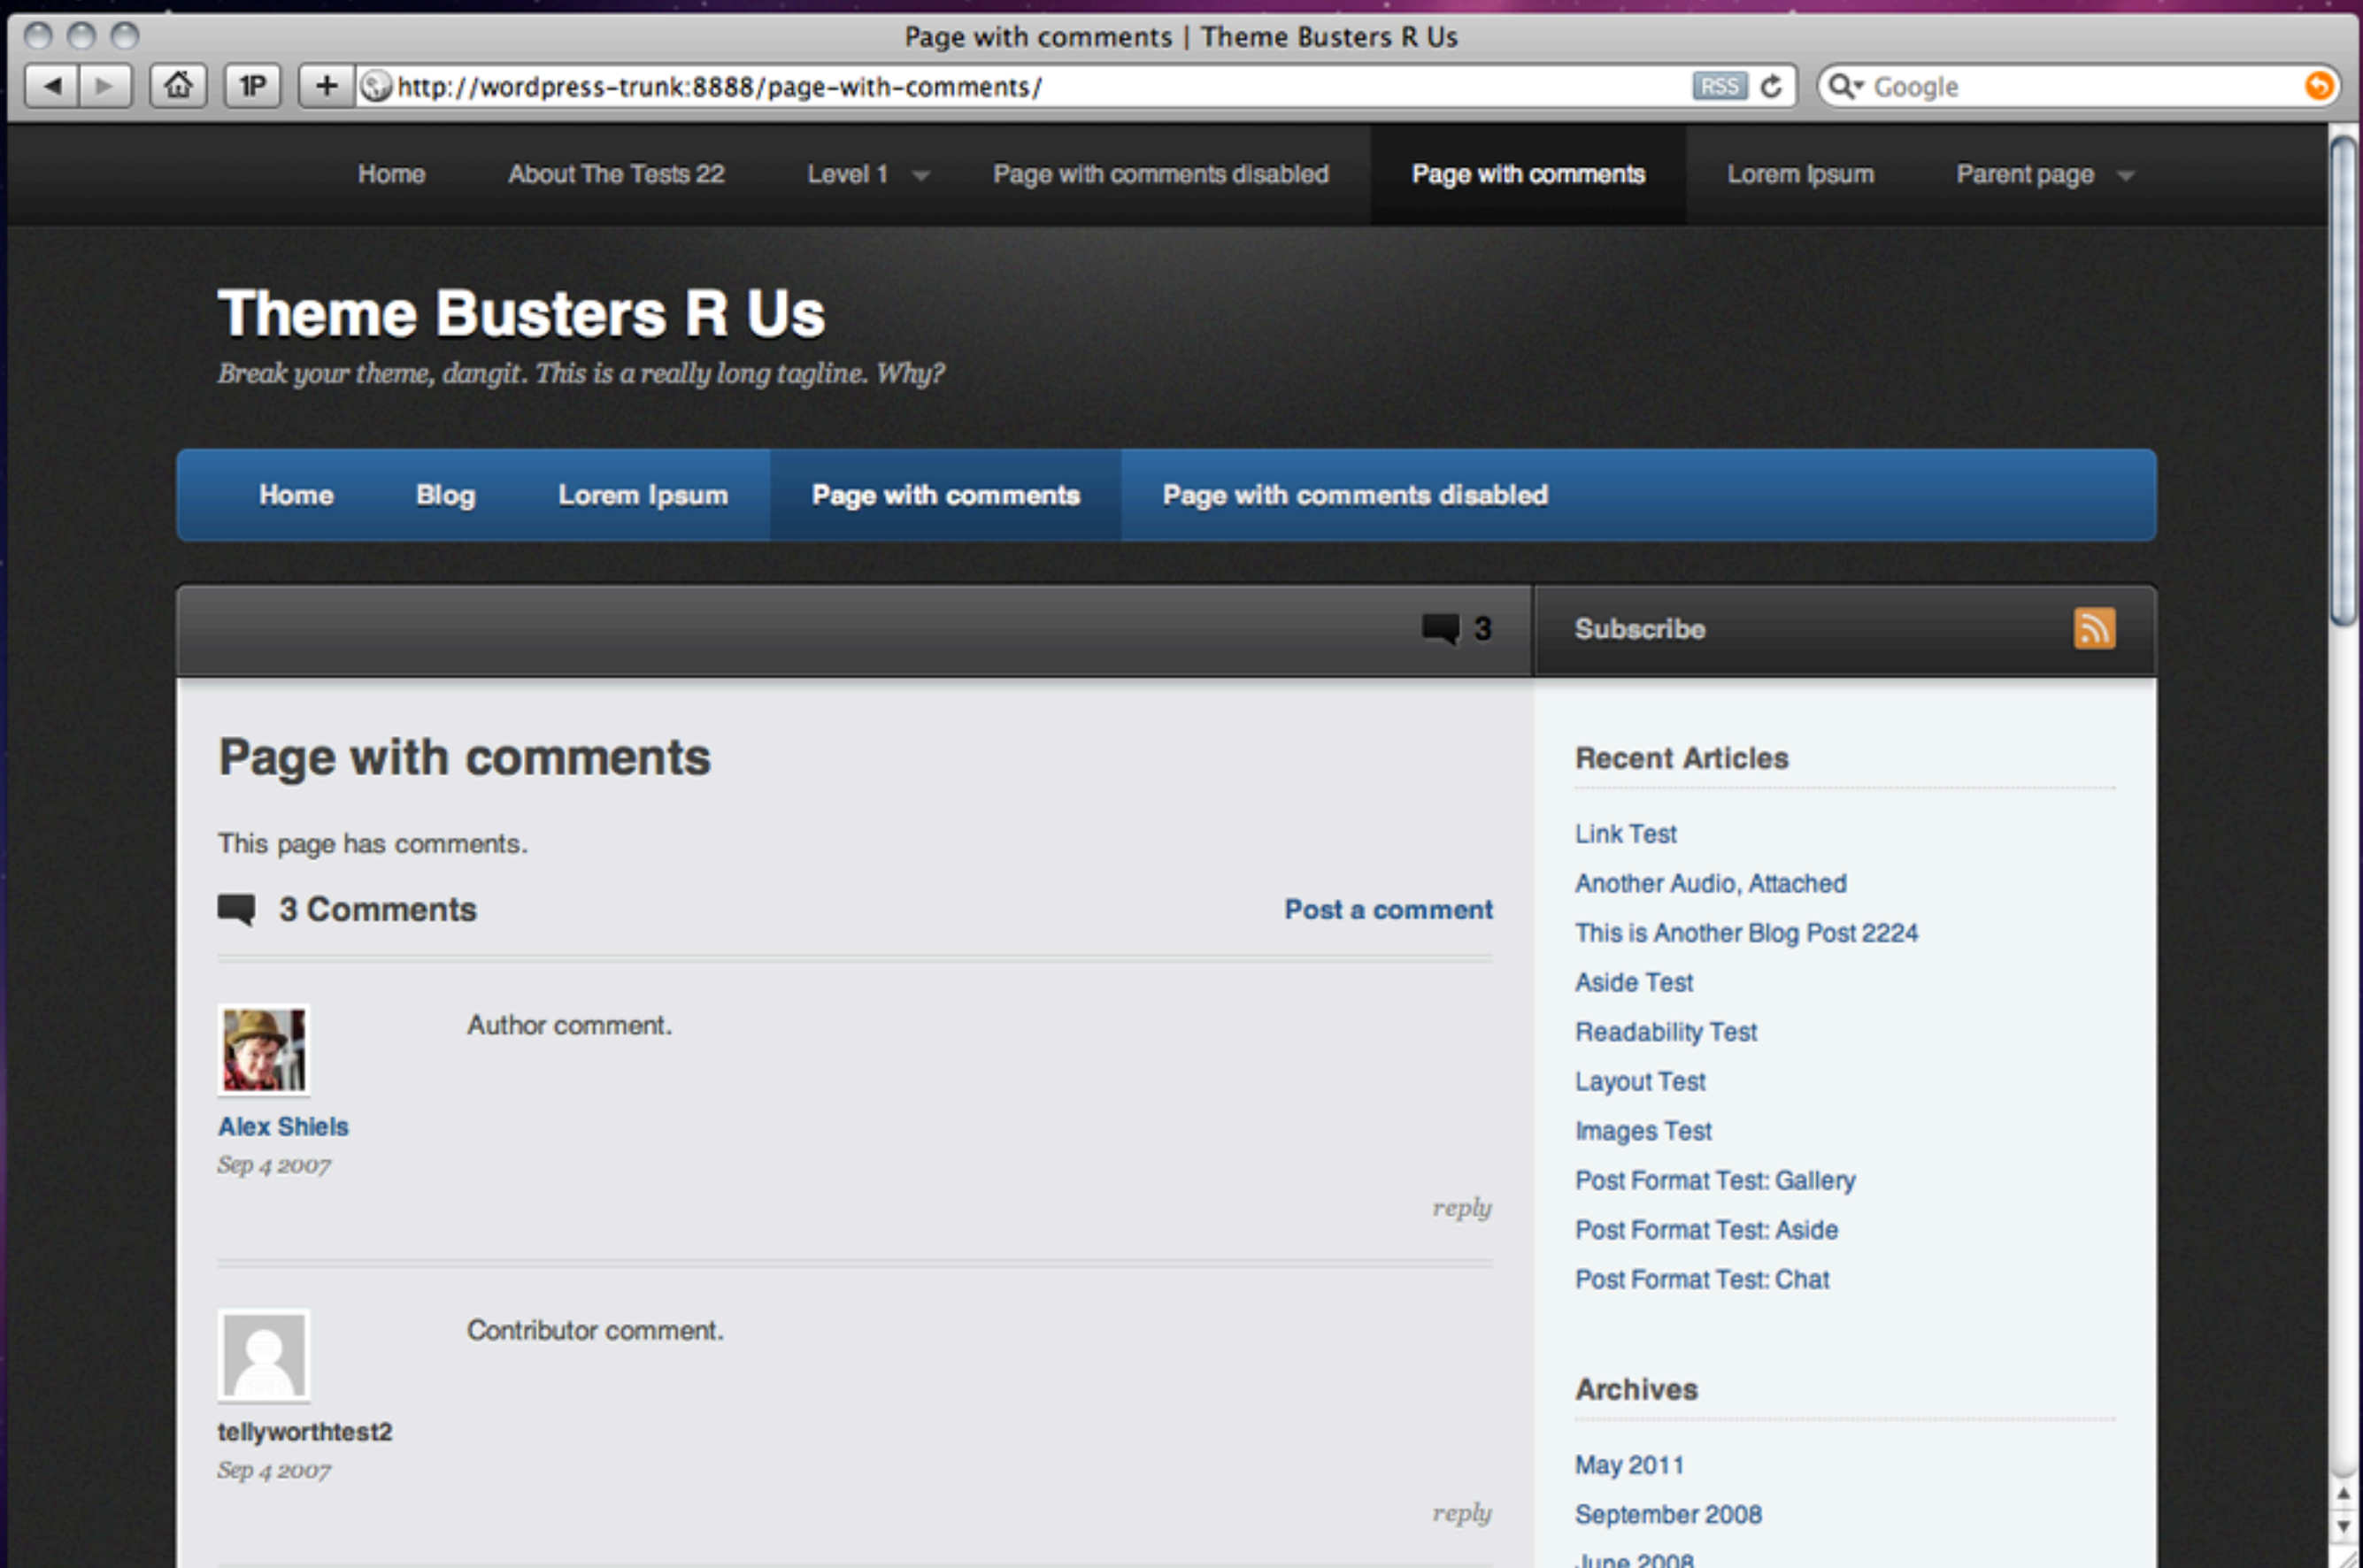 Page with comments | Theme Busters R Us
1P
+
http://wordpress-trunk:8888/page-with-comments/
RSS
Google
Home
About The Tests 22
Level 1
Page with comments disabled
Page with comments
Lorem Ipsum
Parent page
Theme Busters R Us
Break your theme, dangit. This is a really long tagline. Why?
Home
Blog
Lorem Ipsum
Page with comments
Page with comments disabled
3
Subscribe
Page with comments
This page has comments.
3 Comments
Post a comment
Author comment.
Alex Shiels
Sep 4 2007
reply
Contributor comment.
tellyworthtest2
Sep 4 2007
reply
Recent Articles
Link Test
Another Audio, Attached
This is Another Blog Post 2224
Aside Test
Readability Test
Layout Test
Images Test
Post Format Test: Gallery
Post Format Test: Aside
Post Format Test: Chat
Archives
May 2011
September 2008
June 2008